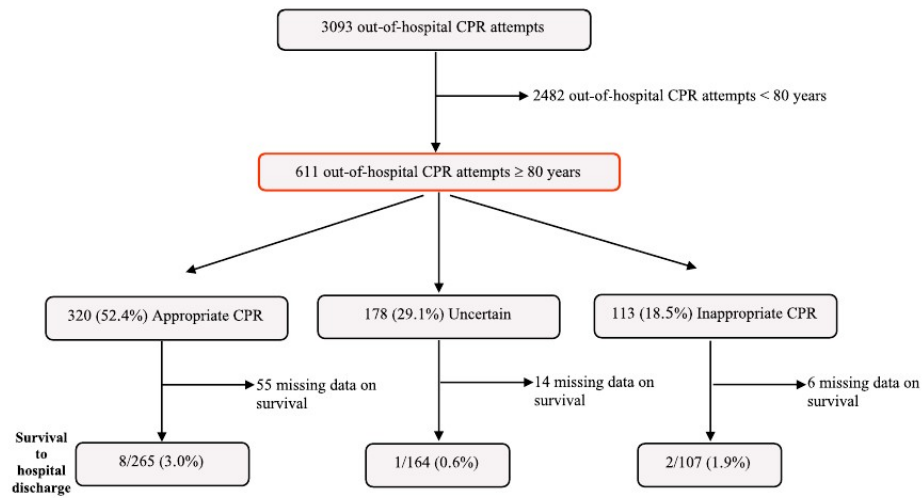 3093 out-of-hospital CPR attempts
2482 out-of-hospital CPR attempts < 80 years
611 out-of-hospital CPR attempts ≥ 80 years
320 (52.4%) Appropriate CPR
178 (29.1%) Uncertain
113 (18.5%) Inappropriate CPR
55 missing data on
survival
14 missing data on
survival
6 missing data on
survival
Survival
to
hospital
discharge
8/265 (3.0%)
1/164 (0.6%)
2/107 (1.9%)